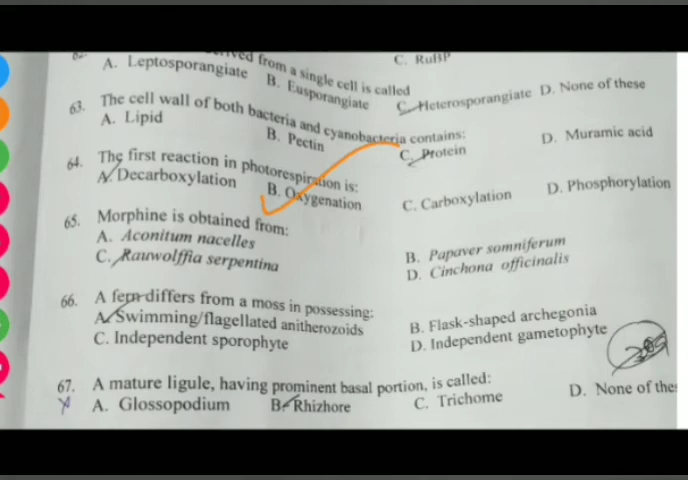 C. RuBP
from a single cell is called
A. Leptosporangiate B. Eusporangiate C. Heterosporangiate D. None of these
63. The cell wall of both bacteria and cyanobacteria contains:
A. Lipid B. Pectin C. Protein D. Muramic acid
64. The first reaction in photorespiration is:
A. Decarboxylation B. Oxygenation C. Carboxylation D. Phosphorylation
65. Morphine is obtained from:
A. Aconitum nacelles B. Papaver somniferum
C. Rauwolffia serpentina D. Cinchona officinalis
66. A fern differs from a moss in possessing:
A. Swimming/flagellated anitherozoids B. Flask-shaped archegonia
C. Independent sporophyte D. Independent gametophyte
67. A mature ligule, having prominent basal portion, is called:
A. Glossopodium B. Rhizhore C. Trichome D. None of the